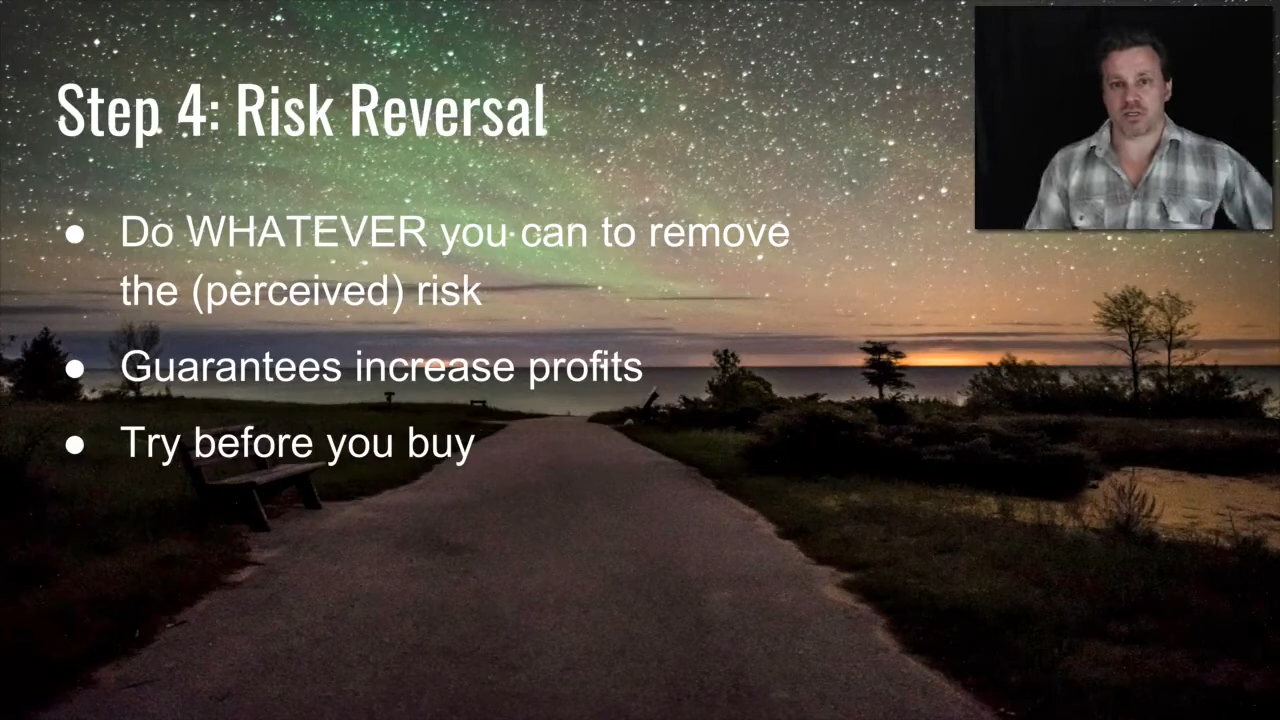 Step 4: Risk Reversal
● Do WHATEVER you can to remove
the (perceived) risk
● Guarantees increase profits
● Try before you buy